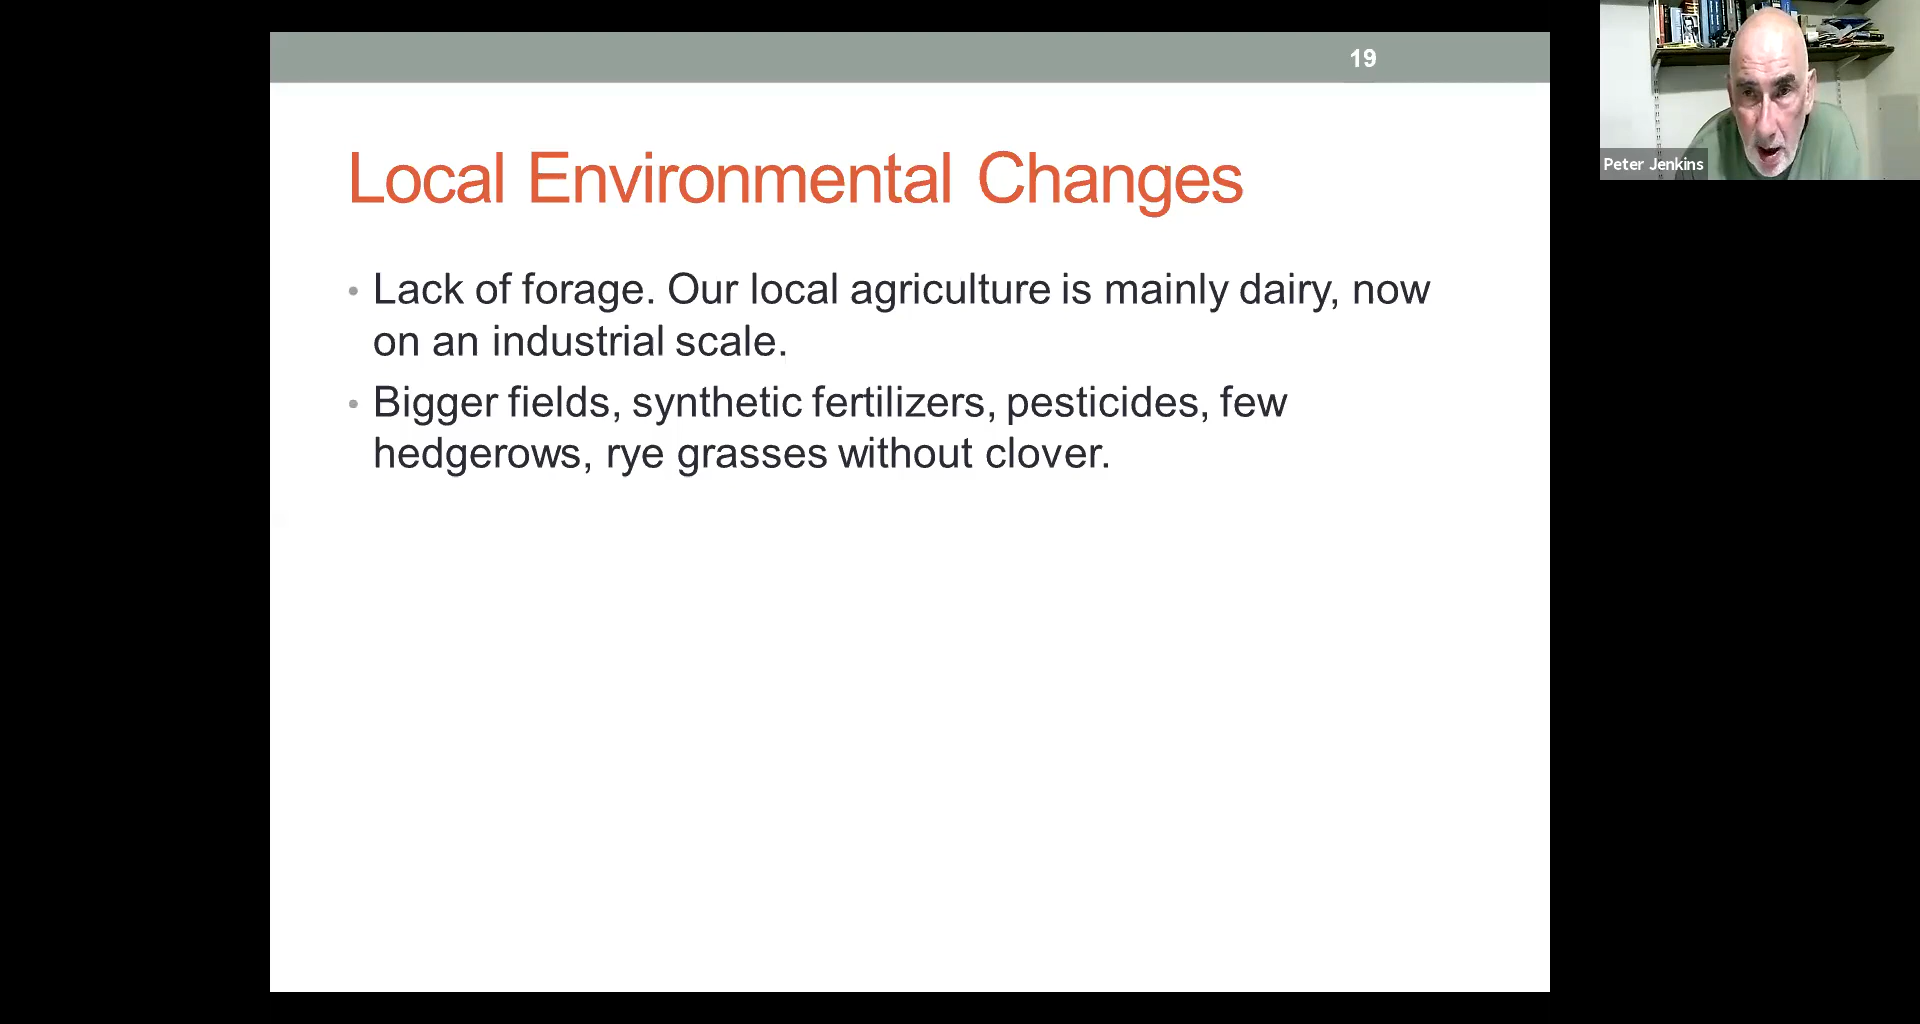 19
Local Environmental Changes
• Lack of forage. Our local agriculture is mainly dairy, now
on an industrial scale.
• Bigger fields, synthetic fertilizers, pesticides, few
hedgerows, rye grasses without clover.
Peter Jenkins